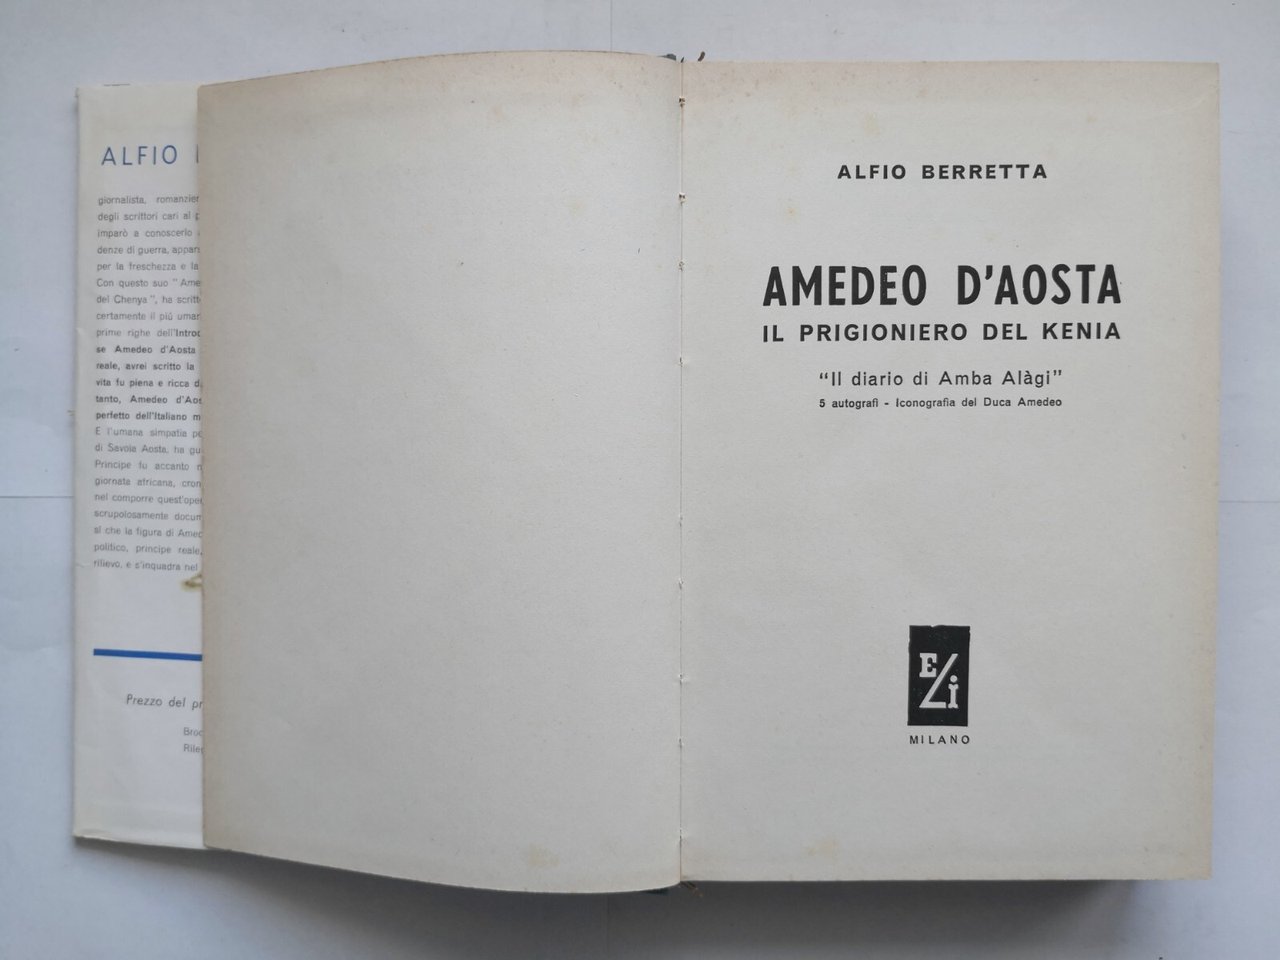 ALFIO
giornalista, romanzier
degli scrittori cari al
imparò a conoscerlo
denze di guerra, appar
per la freschezza e la
Con questo suo "Ame
del Chenya", ha scritt
certamente il più umar
prime righe dell'Introd
se Amedeo d'Aosta
reale, avrei scritto la
vita fu piena e ricca d
tanto, Amedeo d'Aos
perfetto dell'Italiano m
E l'umana simpatia pe
di Savoia Aosta, ha gu
Principe fu accanto
giornata africana, cron
nel comporre quest'ope
scrupolosamente docum
al che la figura di Amed
politico, principe reale,
rilievo, e s'inquadra nel
Prezzo del pr
Broc
Rileg
ALFIO BERRETTA
AMEDEO D'AOSTA
IL PRIGIONIERO DEL KENIA
"Il diario di Amba Alàgi"
5 autografi - Iconografia del Duca Amedeo
ELi
MILANO